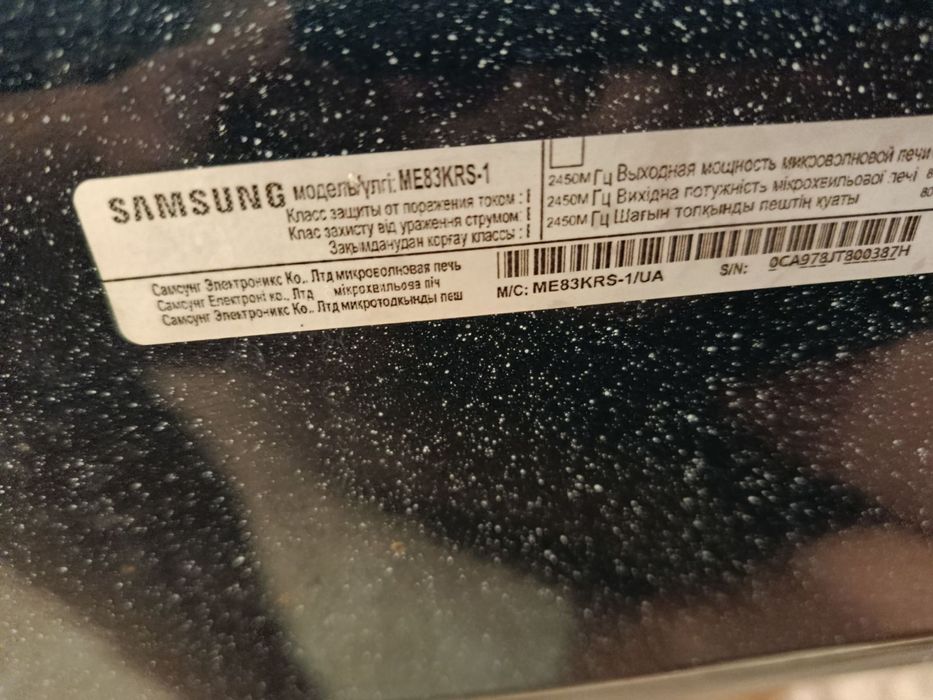 SAMSUNG модель/үлгі: ME83KRS-1
Класс защиты от поражения током : I
Клас захисту від ураження струмом: I
Зақымданудан қорғау классы : I
Самсунг Электроникс Ко., Лтд микроволновая печь
Самсунг Електроні ко., Лтд мікрохвильова піч
Самсунг Электроникс Ко., Лтд микротолқынды пеш
2450М Гц Выходная мощность микроволновой печи
2450М Гц Вихідна потужність мікрохвильової печі
2450М Гц Шағын толқынды пештің қуаты
M/C: ME83KRS-1/UA S/N: 0CA978JT800387H